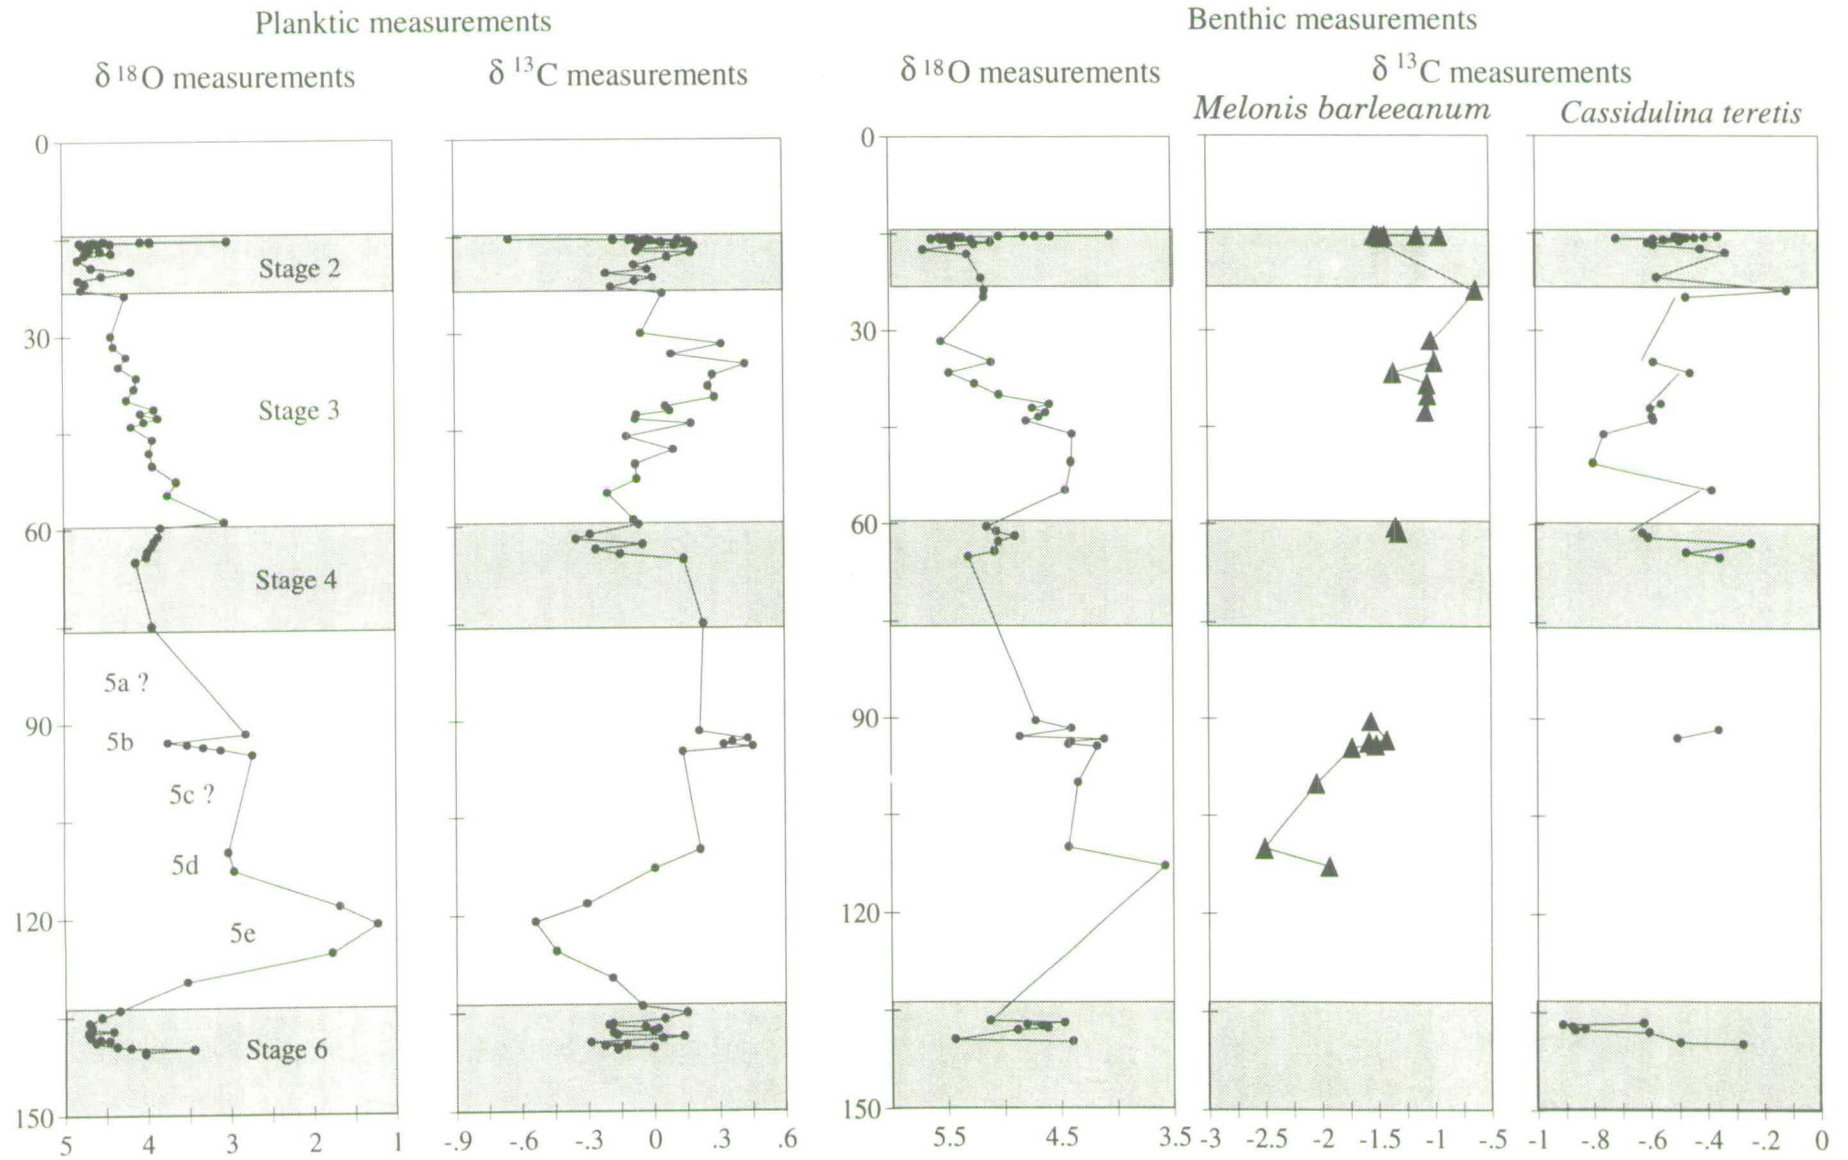 Planktic measurements
Benthic measurements
δ 18O measurements
δ 13C measurements
δ 18O measurements
δ 13C measurements
Melonis barleeanum
Cassidulina teretis
0
30
60
90
120
150
Stage 2
Stage 3
Stage 4
5a ?
5b
5c ?
5d
5e
Stage 6
5 4 3 2 1
-.9 -.6 -.3 0 .3 .6
0
30
60
90
120
150
5.5 4.5 3.5
-3 -2.5 -2 -1.5 -1 -.5
-1 -.8 -.6 -.4 -.2 0